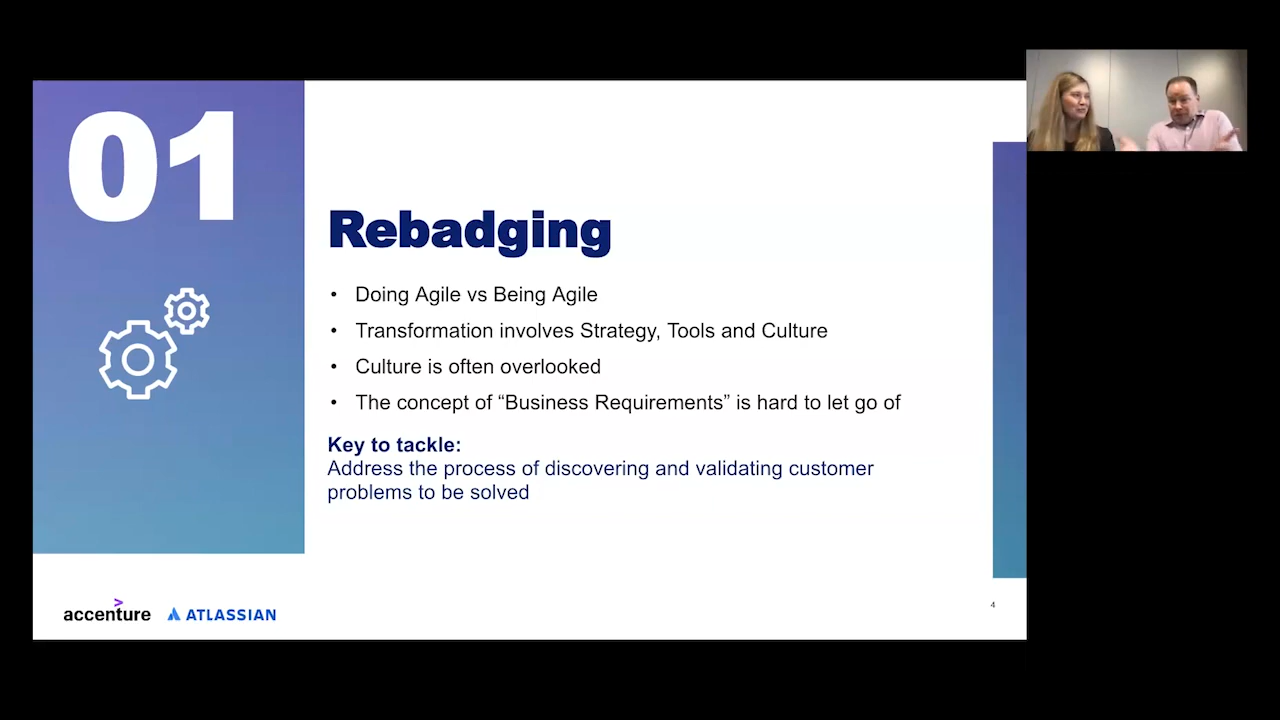 01
Rebadging
• Doing Agile vs Being Agile
• Transformation involves Strategy, Tools and Culture
• Culture is often overlooked
• The concept of “Business Requirements” is hard to let go of
Key to tackle:
Address the process of discovering and validating customer
problems to be solved
accenture ATLASSIAN
4